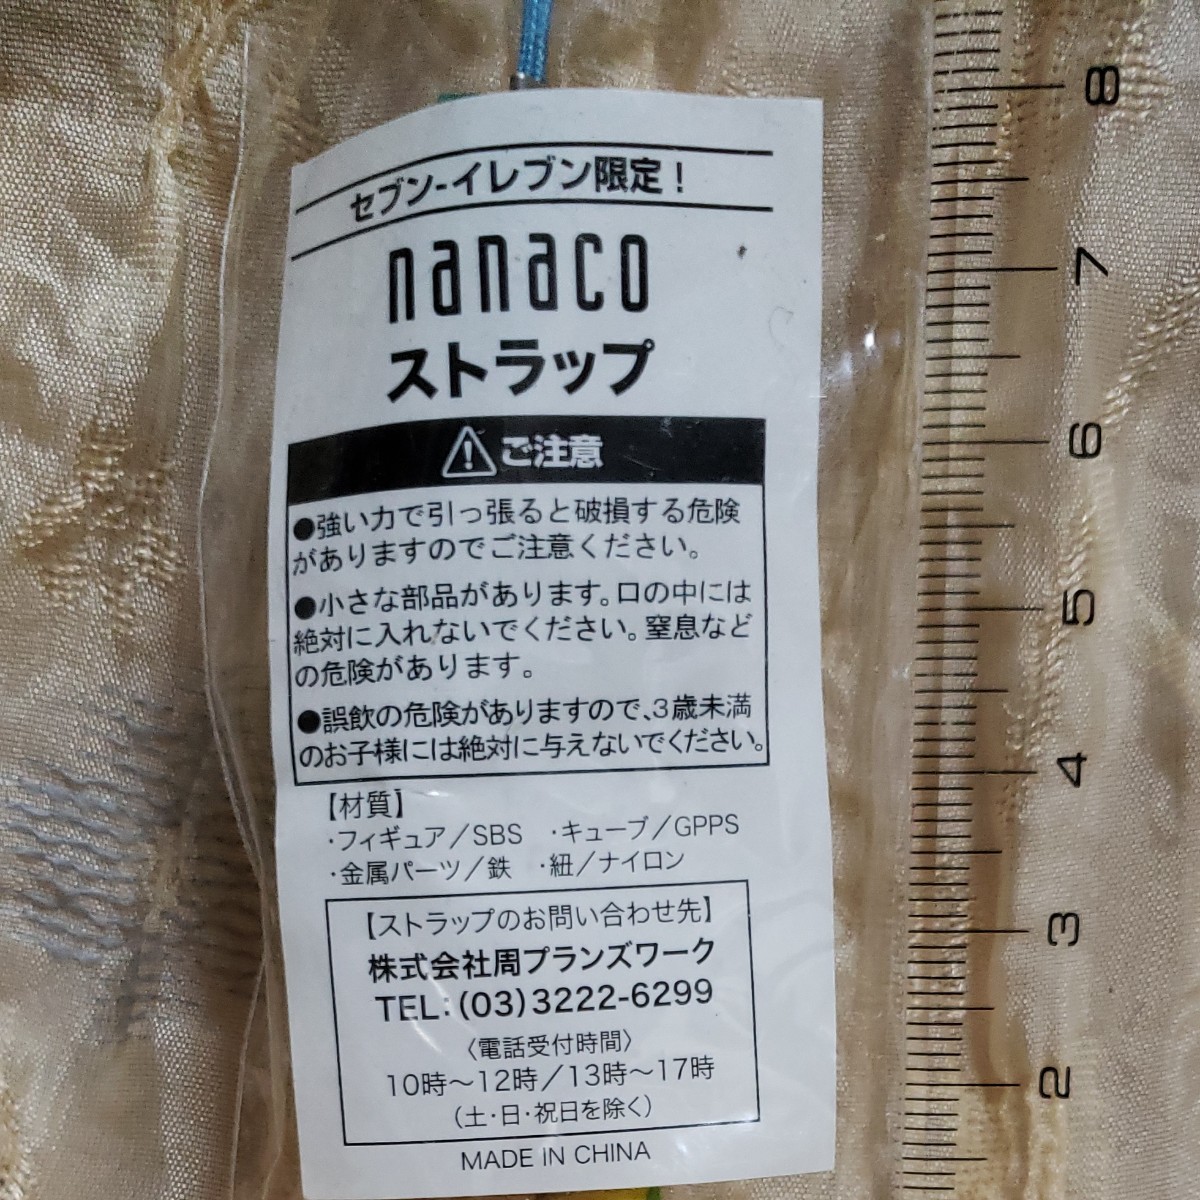 セブン-イレブン限定！
nanaco
ストラップ
ご注意
●強い力で引っ張ると破損する危険
がありますのでご注意ください。
●小さな部品があります。口の中には
絶対に入れないでください。窒息など
の危険があります。
●誤飲の危険がありますので、3歳未満
のお子様には絶対に与えないでください。
【材質】
・フィギュア／SBS ・キューブ／GPPS
・金属パーツ／鉄 ・紐／ナイロン
【ストラップのお問い合わせ先】
株式会社周プランズワーク
TEL：(03)3222-6299
〈電話受付時間〉
10時～12時／13時～17時
（土・日・祝日を除く）
MADE IN CHINA
8
7
6
5
4
3
2